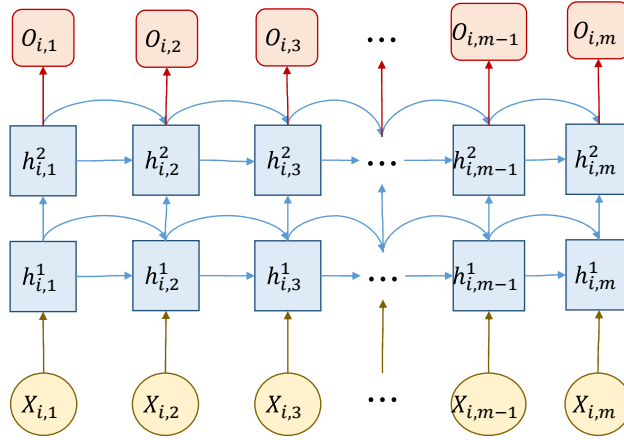 O_{i,1} O_{i,2} O_{i,3} ... O_{i,m−1} O_{i,m}
h^2_{i,1} h^2_{i,2} h^2_{i,3} ... h^2_{i,m−1} h^2_{i,m}
h^1_{i,1} h^1_{i,2} h^1_{i,3} ... h^1_{i,m−1} h^1_{i,m}
X_{i,1} X_{i,2} X_{i,3} ... X_{i,m−1} X_{i,m}